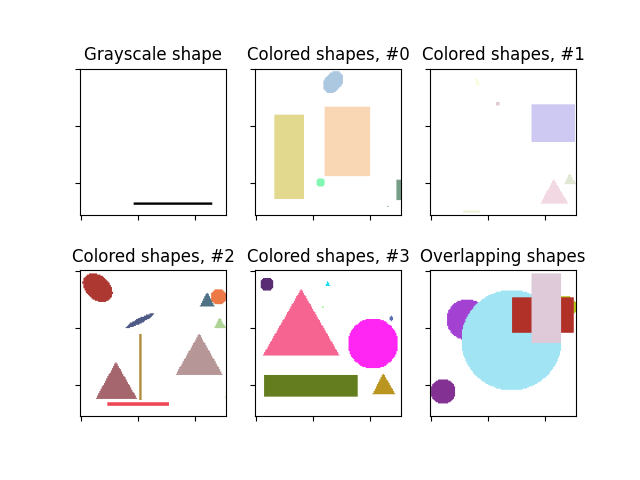 Grayscale shape
Colored shapes, #0
Colored shapes, #1
Colored shapes, #2
Colored shapes, #3
Overlapping shapes